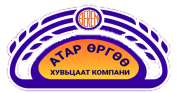 АТАР ӨРГӨӨ
ХУВЬЦААТ КОМПАНИ